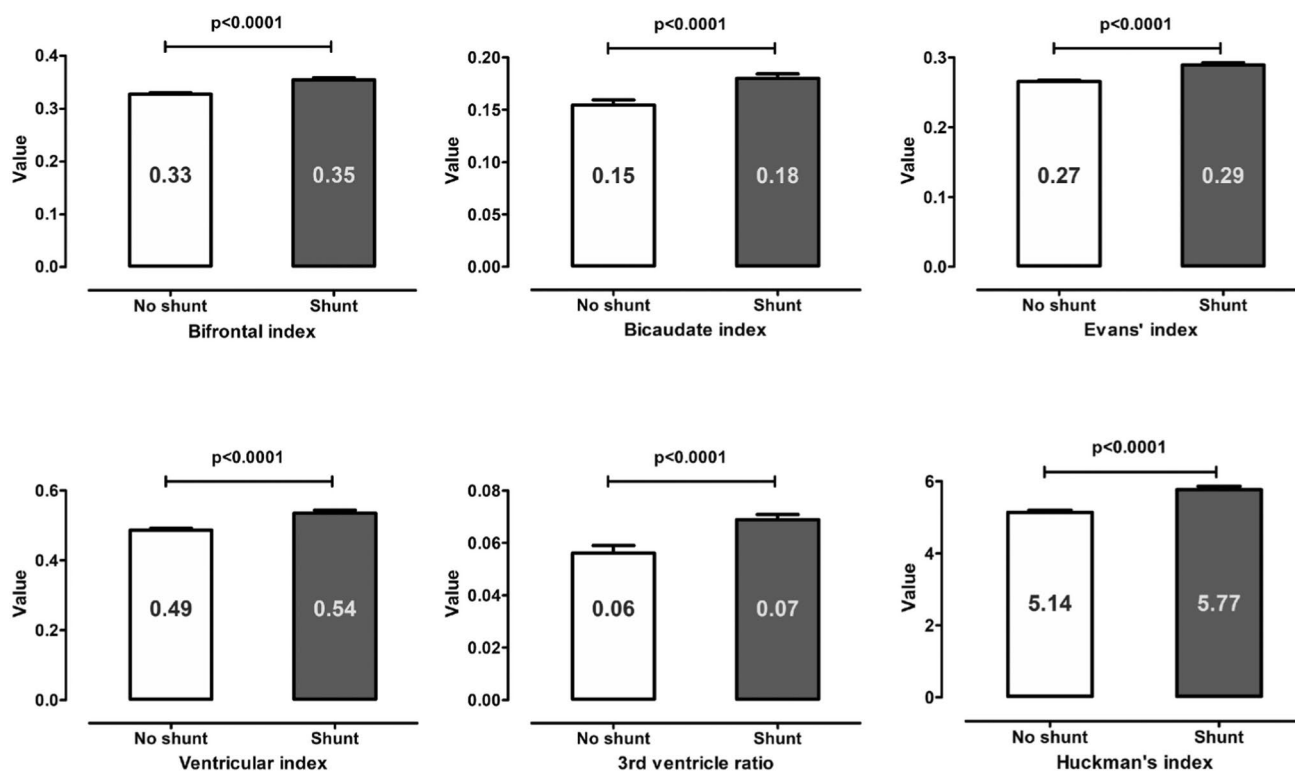 p<0.0001
0.4
0.3
0.2
0.1
0.0
Value
0.33
0.35
No shunt
Shunt
Bifrontal index
p<0.0001
0.20
0.15
0.10
0.05
0.00
Value
0.15
0.18
No shunt
Shunt
Bicaudate index
p<0.0001
0.3
0.2
0.1
0.0
Value
0.27
0.29
No shunt
Shunt
Evans' index
p<0.0001
0.6
0.4
0.2
0.0
Value
0.49
0.54
No shunt
Shunt
Ventricular index
p<0.0001
0.08
0.06
0.04
0.02
0.00
Value
0.06
0.07
No shunt
Shunt
3rd ventricle ratio
p<0.0001
6
4
2
0
Value
5.14
5.77
No shunt
Shunt
Huckman's index